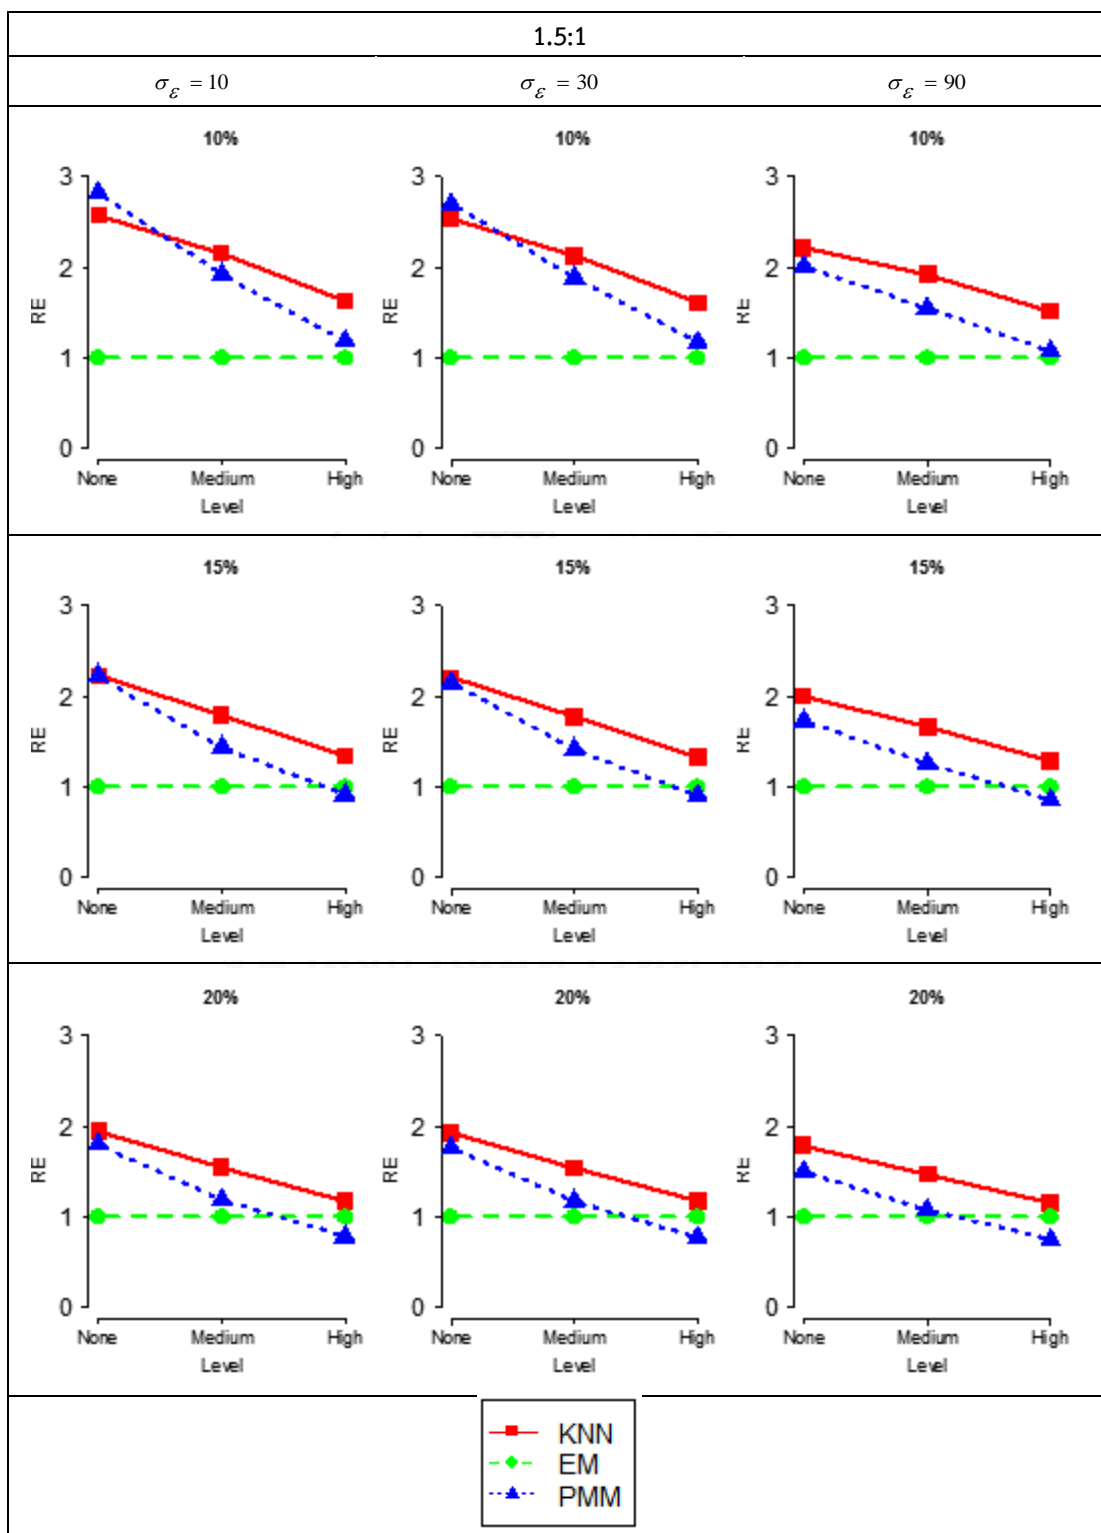 1.5:1
σ_ε = 10 σ_ε = 30 σ_ε = 90
10% 10% 10%
3 3 3
2 2 2
RE RE RE
1 1 1
0 0 0
None Medium High None Medium High None Medium High
Level Level Level
15% 15% 15%
3 3 3
2 2 2
RE RE RE
1 1 1
0 0 0
None Medium High None Medium High None Medium High
Level Level Level
20% 20% 20%
3 3 3
2 2 2
RE RE RE
1 1 1
0 0 0
None Medium High None Medium High None Medium High
Level Level Level
KNN
EM
PMM